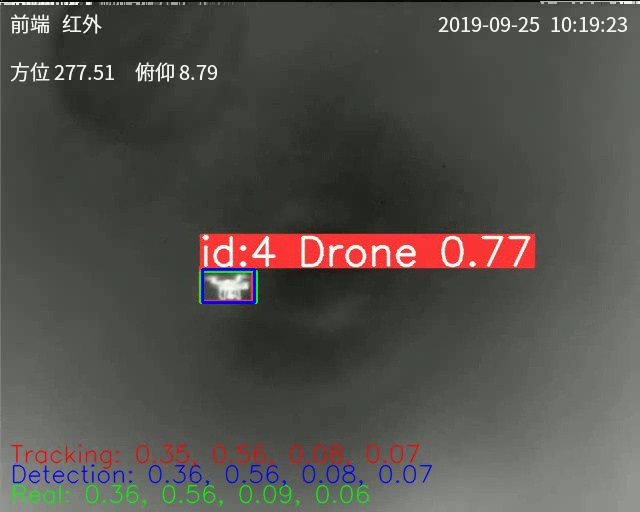 前端 红外 2019-09-25 10:19:23
方位 277.51 俯仰 8.79
id:4 Drone 0.77
Tracking: 0.35, 0.56, 0.08, 0.07
Detection: 0.36, 0.56, 0.08, 0.07
Real: 0.36, 0.56, 0.09, 0.06